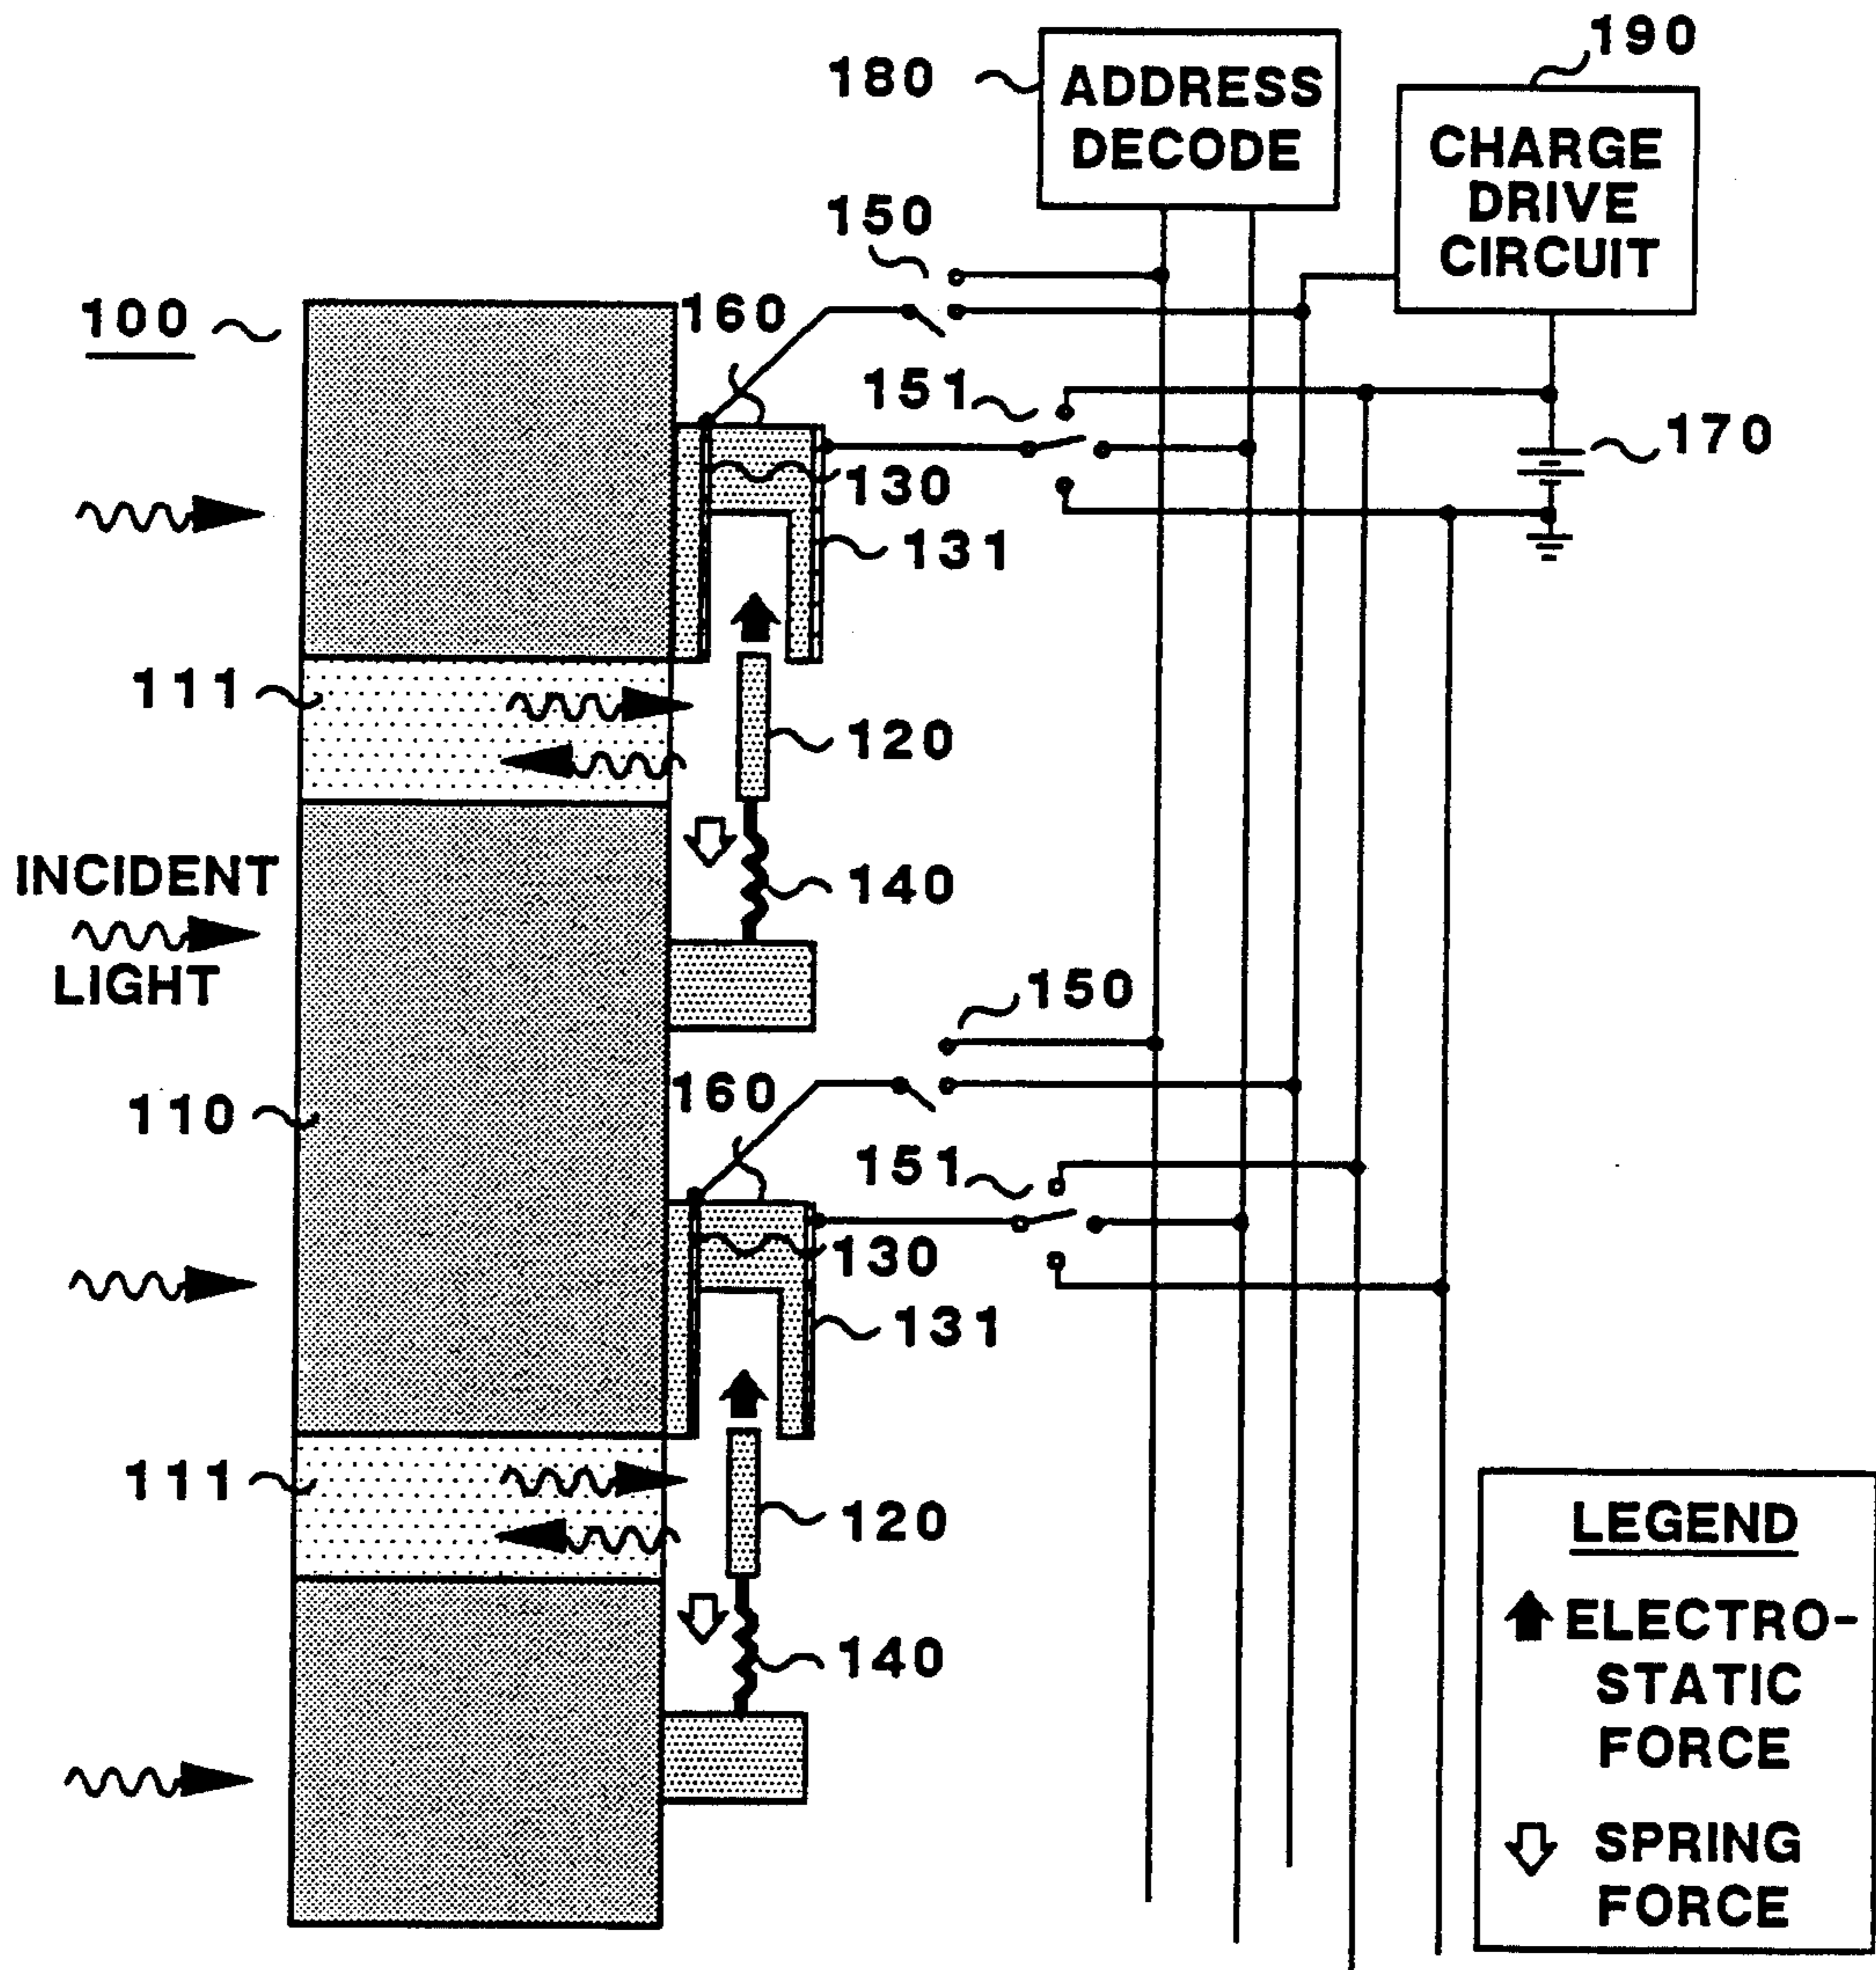 180
ADDRESS
DECODE
190
CHARGE
DRIVE
CIRCUIT
150
100
160
151
170
130
131
111
120
INCIDENT
LIGHT
140
150
110
160
151
130
131
111
120
140
LEGEND
ELECTRO-
STATIC
FORCE
SPRING
FORCE